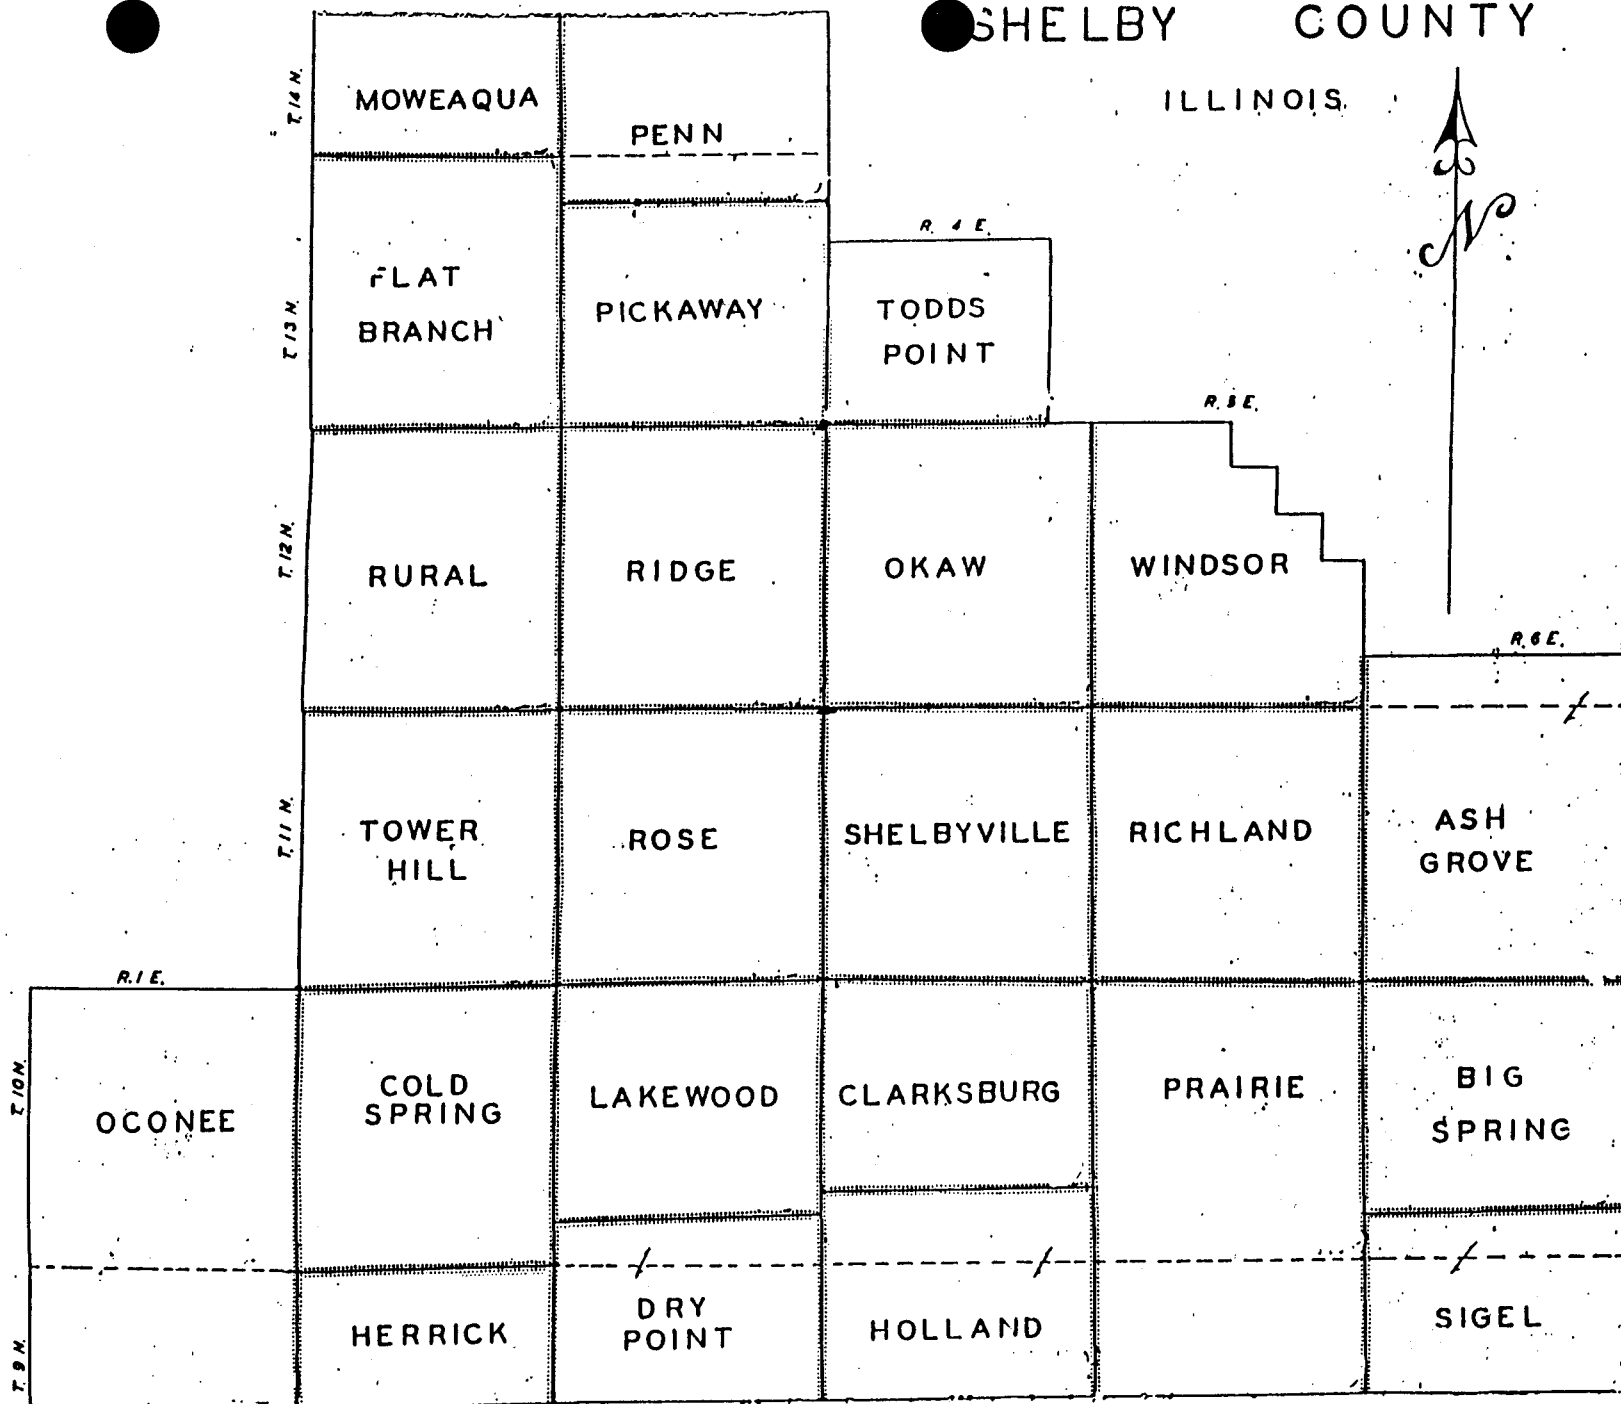 SHELBY COUNTY
ILLINOIS
N
T. 14 N.
MOWEAQUA
PENN
R. 4 E.
T. 13 N.
FLAT
BRANCH
PICKAWAY
TODDS
POINT
R. 5 E.
T. 12 N.
RURAL
RIDGE
OKAW
WINDSOR
R. 6 E.
T. 11 N.
TOWER
HILL
ROSE
SHELBYVILLE
RICHLAND
ASH
GROVE
R. 1 E.
T. 10 N.
OCONEE
COLD
SPRING
LAKEWOOD
CLARKSBURG
PRAIRIE
BIG
SPRING
T. 9 N.
HERRICK
DRY
POINT
HOLLAND
SIGEL